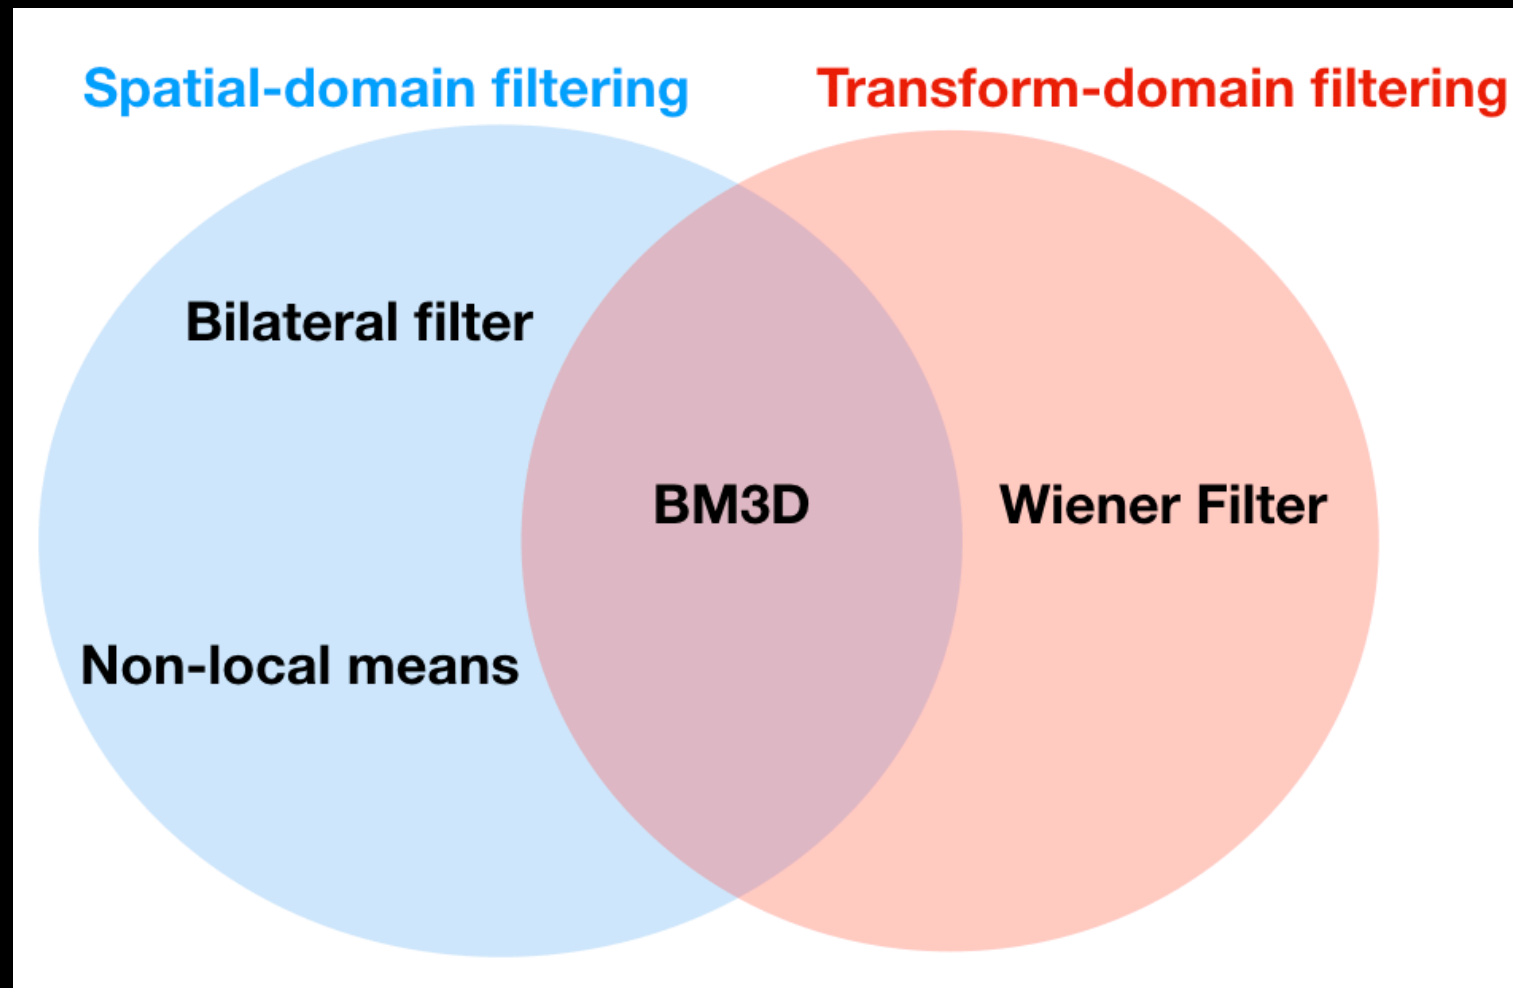 Spatial-domain filtering
Transform-domain filtering
Bilateral filter
BM3D
Wiener Filter
Non-local means